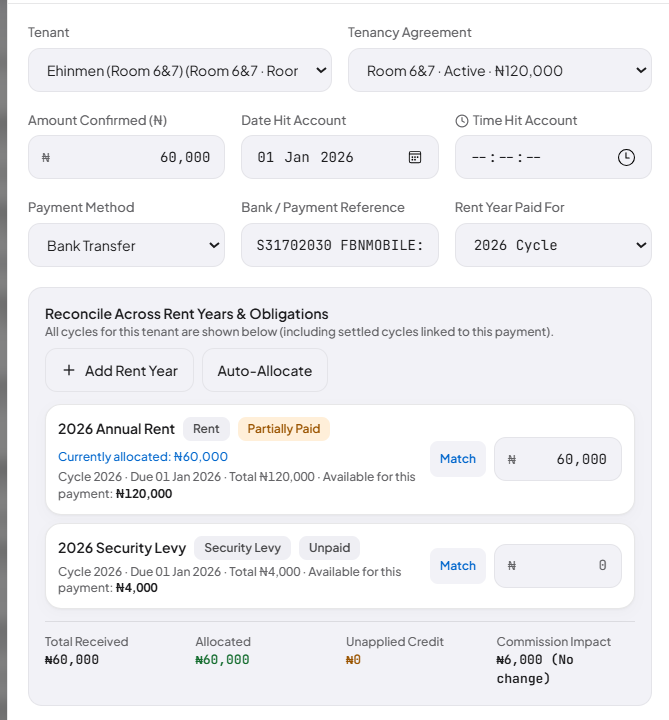 Tenant
Tenancy Agreement
Ehinmen (Room 6&7) (Room 6&7 · Roor
Room 6&7 · Active · ₦120,000
Amount Confirmed (₦)
Date Hit Account
Time Hit Account
₦ 60,000
01 Jan 2026
--:--:--
Payment Method
Bank / Payment Reference
Rent Year Paid For
Bank Transfer
S31702030 FBNMOBILE:
2026 Cycle
Reconcile Across Rent Years & Obligations
All cycles for this tenant are shown below (including settled cycles linked to this payment).
+ Add Rent Year
Auto-Allocate
2026 Annual Rent Rent Partially Paid
Currently allocated: ₦60,000
Cycle 2026 · Due 01 Jan 2026 · Total ₦120,000 · Available for this
payment: ₦120,000
Match
₦ 60,000
2026 Security Levy Security Levy Unpaid
Cycle 2026 · Due 01 Jan 2026 · Total ₦4,000 · Available for this
payment: ₦4,000
Match
₦ 0
Total Received
₦60,000
Allocated
₦60,000
Unapplied Credit
₦0
Commission Impact
₦6,000 (No
change)